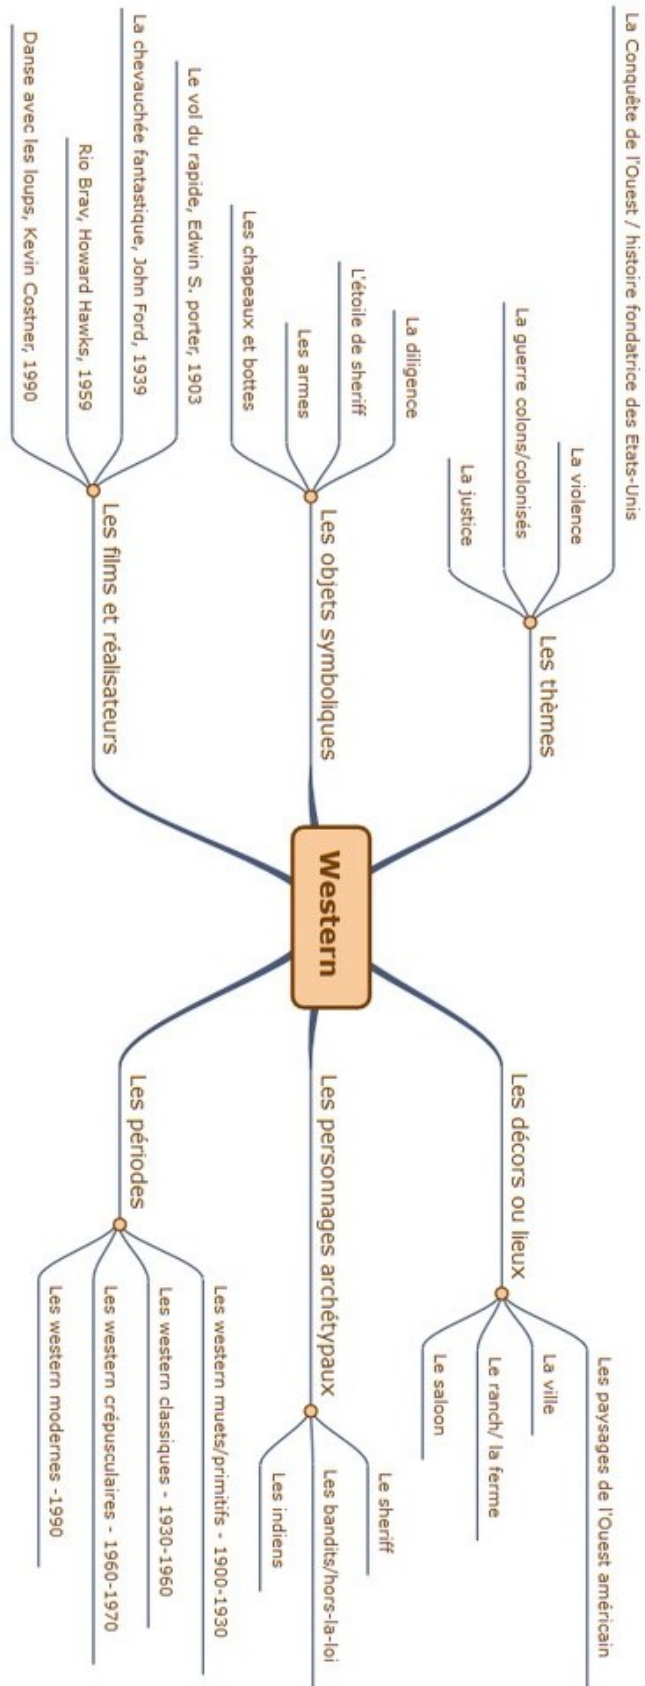 Western
Les thèmes
La Conquête de l'Ouest / histoire fondatrice des Etats-Unis
La violence
La guerre colons/colonisés
La justice
Les objets symboliques
La diligence
L'étoile de sheriff
Les armes
Les chapeaux et bottes
Les films et réalisateurs
Le vol du rapide, Edwin S. porter, 1903
La chevauchée fantastique, John Ford, 1939
Rio Brav, Howard Hawks, 1959
Danse avec les loups, Kevin Costner, 1990
Les décors ou lieux
Les paysages de l'Ouest américain
La ville
Le ranch/ la ferme
Le saloon
Les personnages archétypaux
Le sheriff
Les bandits/hors-la-loi
Les indiens
Les périodes
Les western muets/primitifs - 1900-1930
Les western classiques - 1930-1960
Les western crépusculaires - 1960-1970
Les western modernes -1990